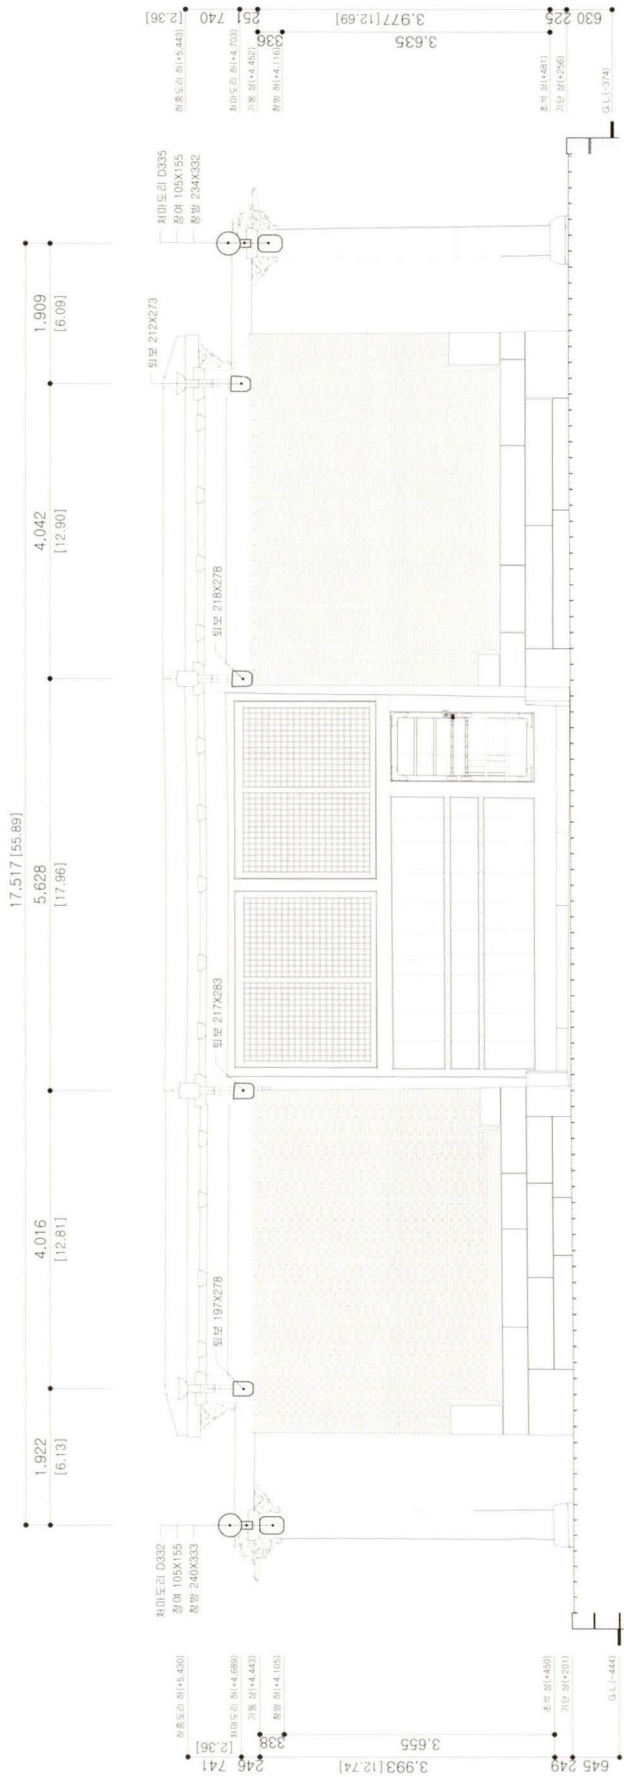 17.517 [55.89]
1.922
[6.13]
4.016
[12.81]
5.628
[17.96]
4.042
[12.90]
1.909
[6.09]
처마도리 D332
장여 105X155
창방 240X333
퇴보 197X278
퇴보 217X283
퇴보 218X278
퇴보 212X273
처마도리 D335
장여 105X155
창방 234X332
하중도리 하(+5.430)
처마도리 하(+4.689)
기둥 상(+4.443)
창방 하(+4.105)
초석 상(+450)
기단 상(+201)
G.L.(-444)
[2.36]
741
246
338
3.655
3.993 [12.74]
249
645
하중도리 하(+5.443)
처마도리 하(+4.703)
기둥 상(+4.452)
창방 하(+4.116)
초석 상(+481)
기단 상(+256)
G.L.(-374)
[2.36]
740
251
336
3.635
3.977 [12.69]
225
630